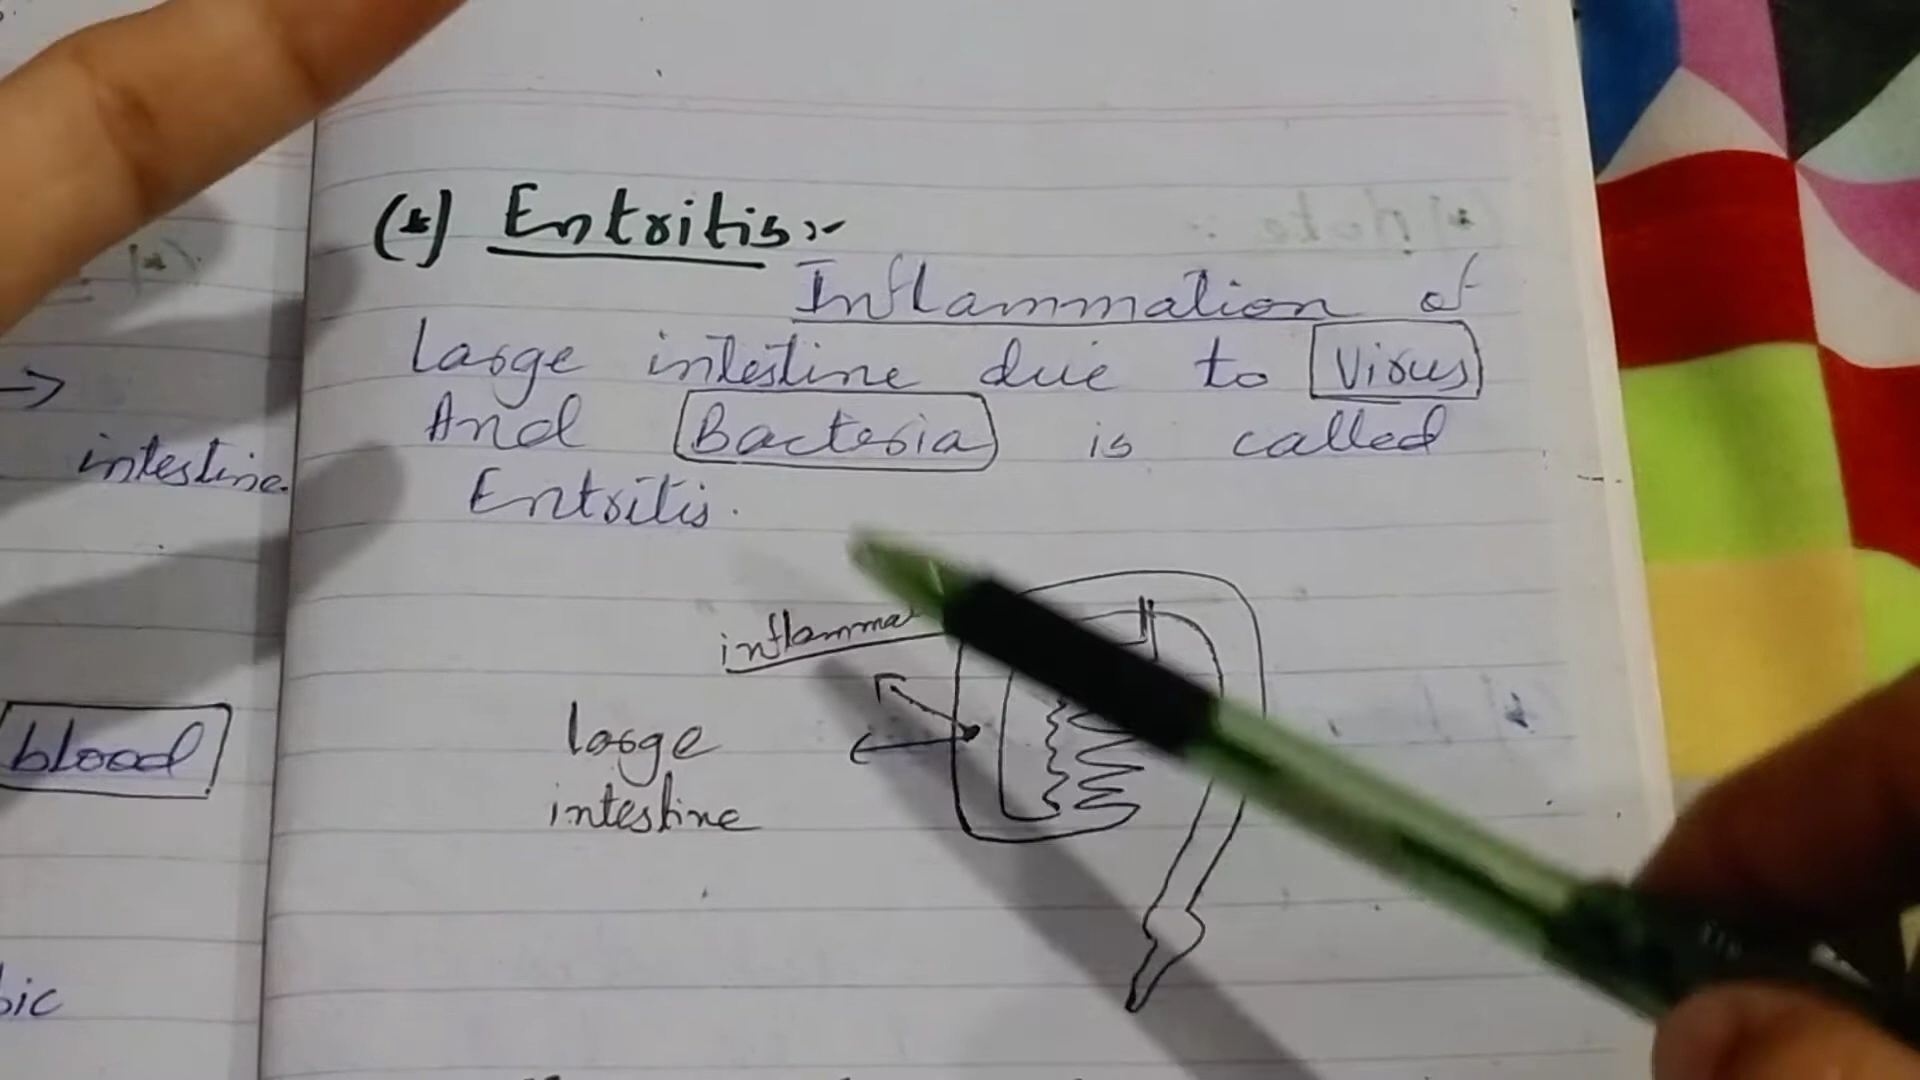 (*) Entritis:-
Inflammation of
large intestine due to Virus
And Bacteria is called
Entritis.
inflamma
large
intestine
intestine.
blood
bic